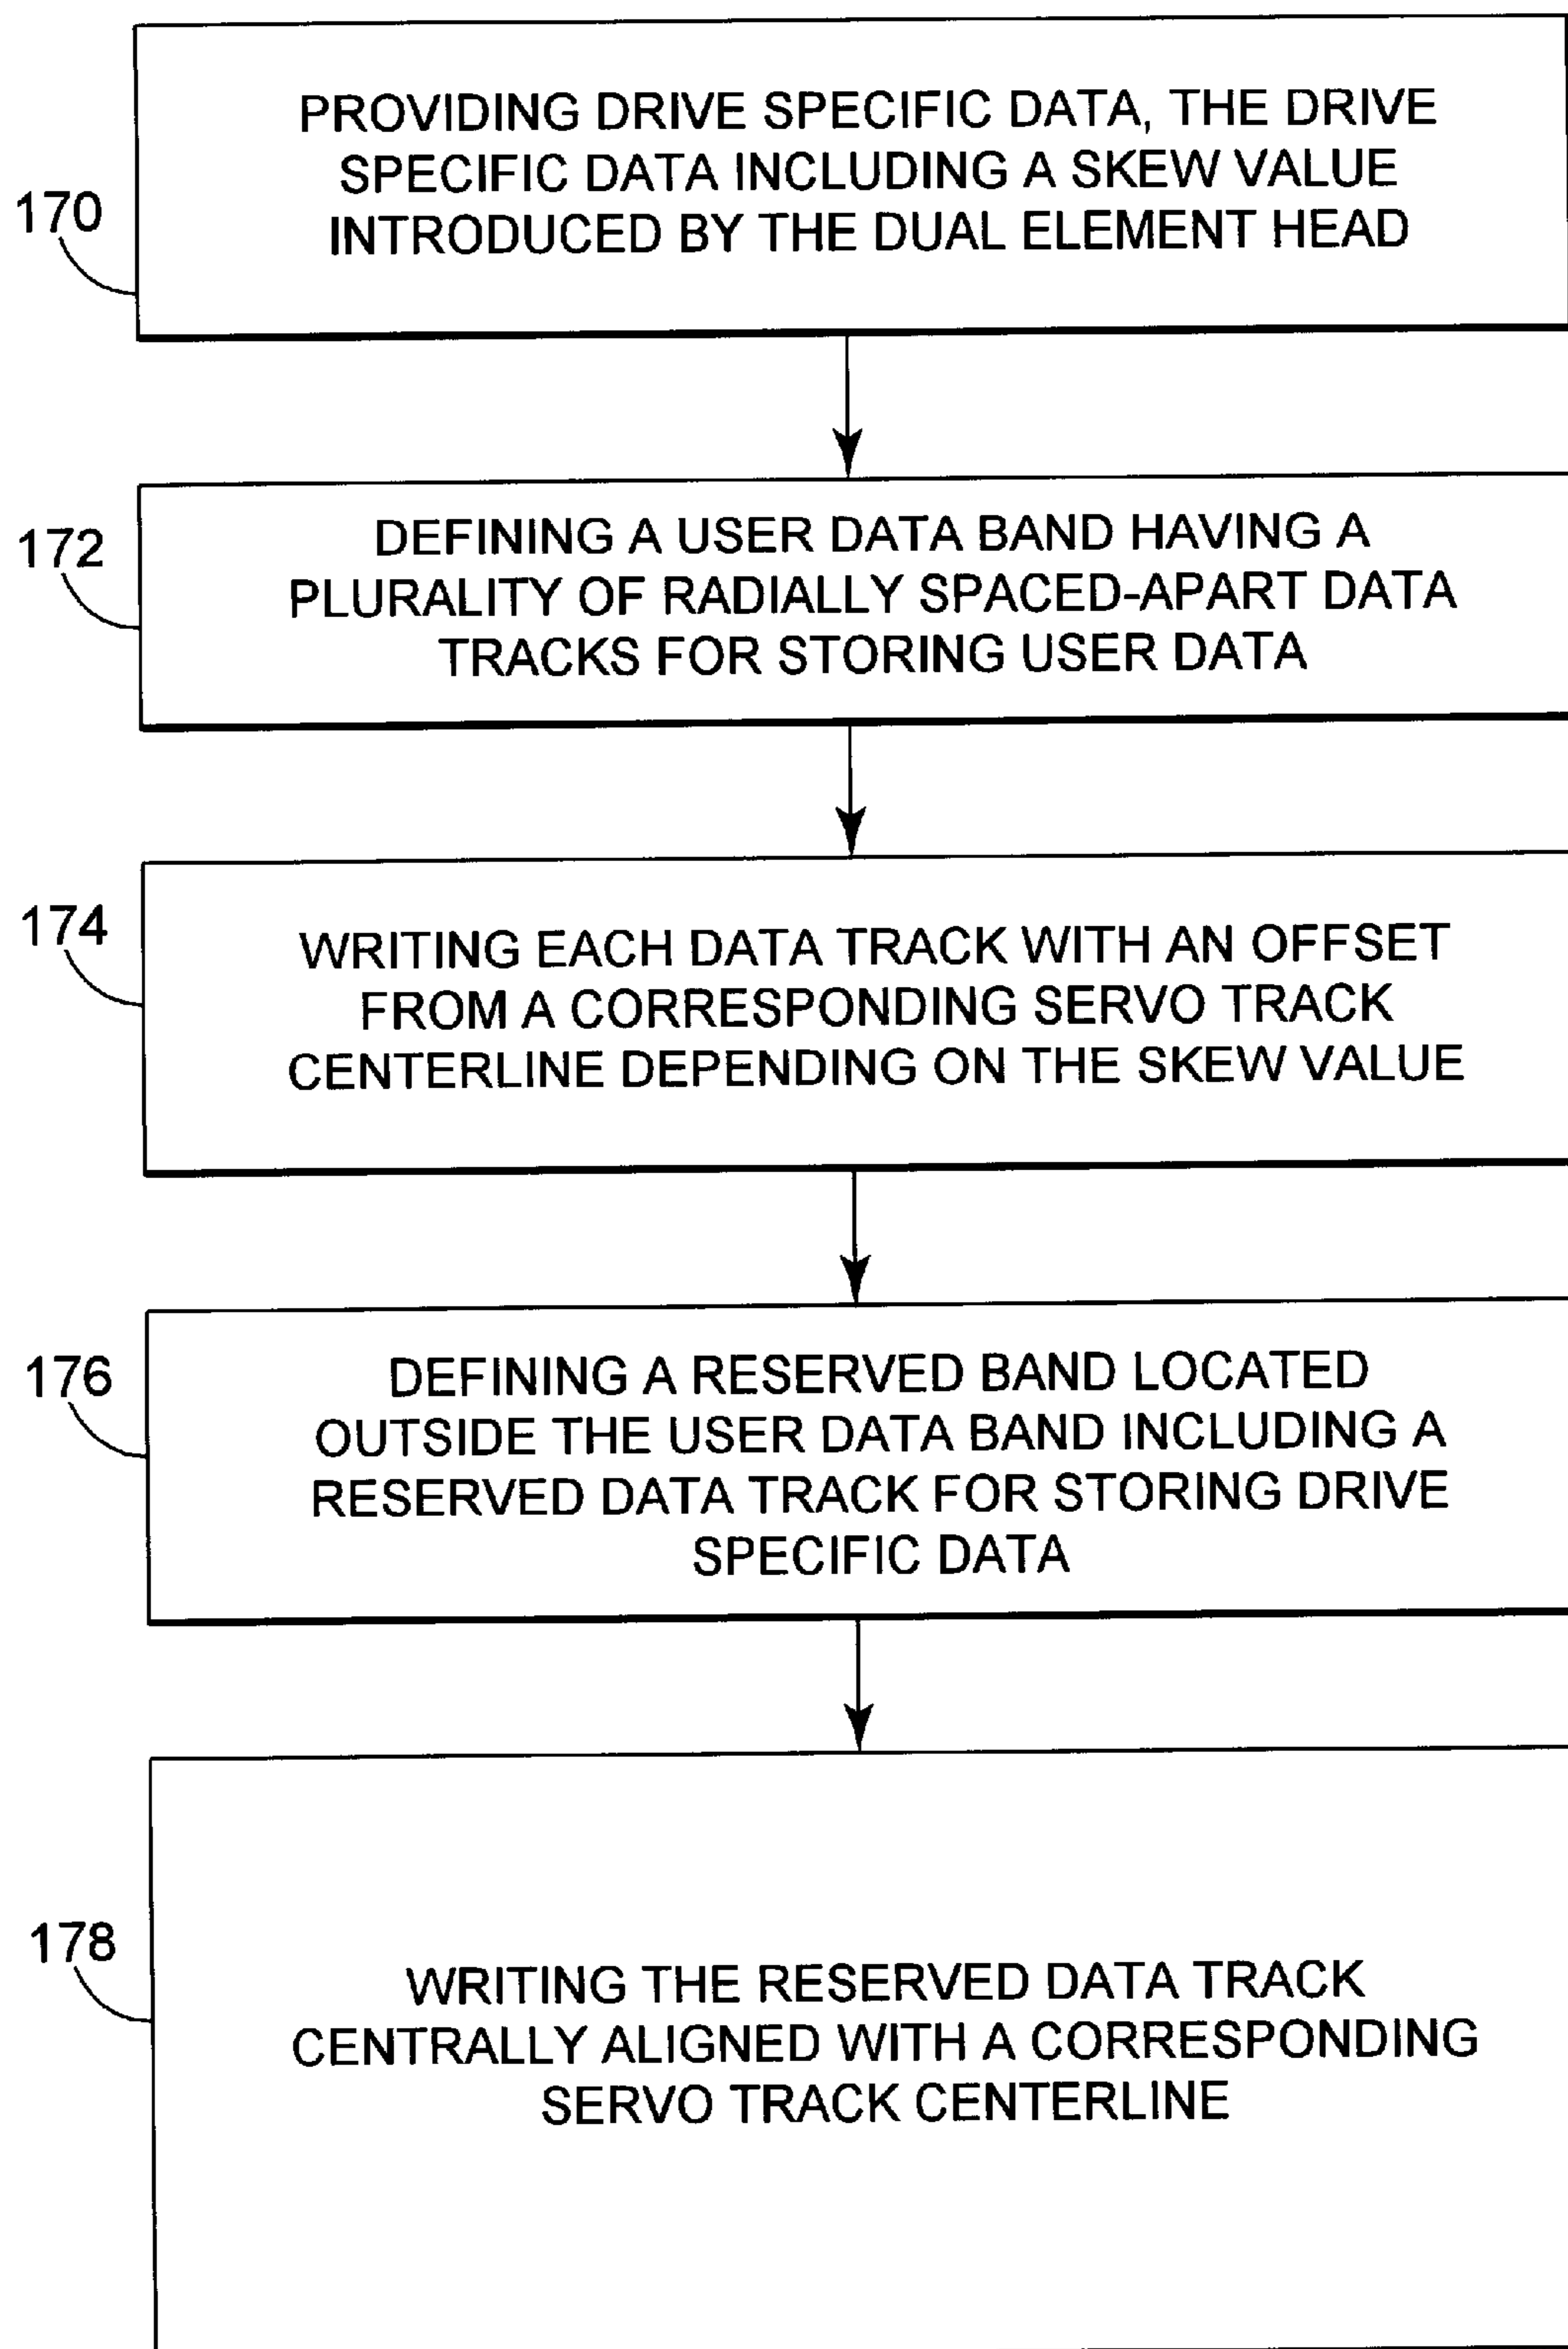 PROVIDING DRIVE SPECIFIC DATA, THE DRIVE
SPECIFIC DATA INCLUDING A SKEW VALUE
INTRODUCED BY THE DUAL ELEMENT HEAD
170
DEFINING A USER DATA BAND HAVING A
PLURALITY OF RADIALLY SPACED-APART DATA
TRACKS FOR STORING USER DATA
172
WRITING EACH DATA TRACK WITH AN OFFSET
FROM A CORRESPONDING SERVO TRACK
CENTERLINE DEPENDING ON THE SKEW VALUE
174
DEFINING A RESERVED BAND LOCATED
OUTSIDE THE USER DATA BAND INCLUDING A
RESERVED DATA TRACK FOR STORING DRIVE
SPECIFIC DATA
176
WRITING THE RESERVED DATA TRACK
CENTRALLY ALIGNED WITH A CORRESPONDING
SERVO TRACK CENTERLINE
178